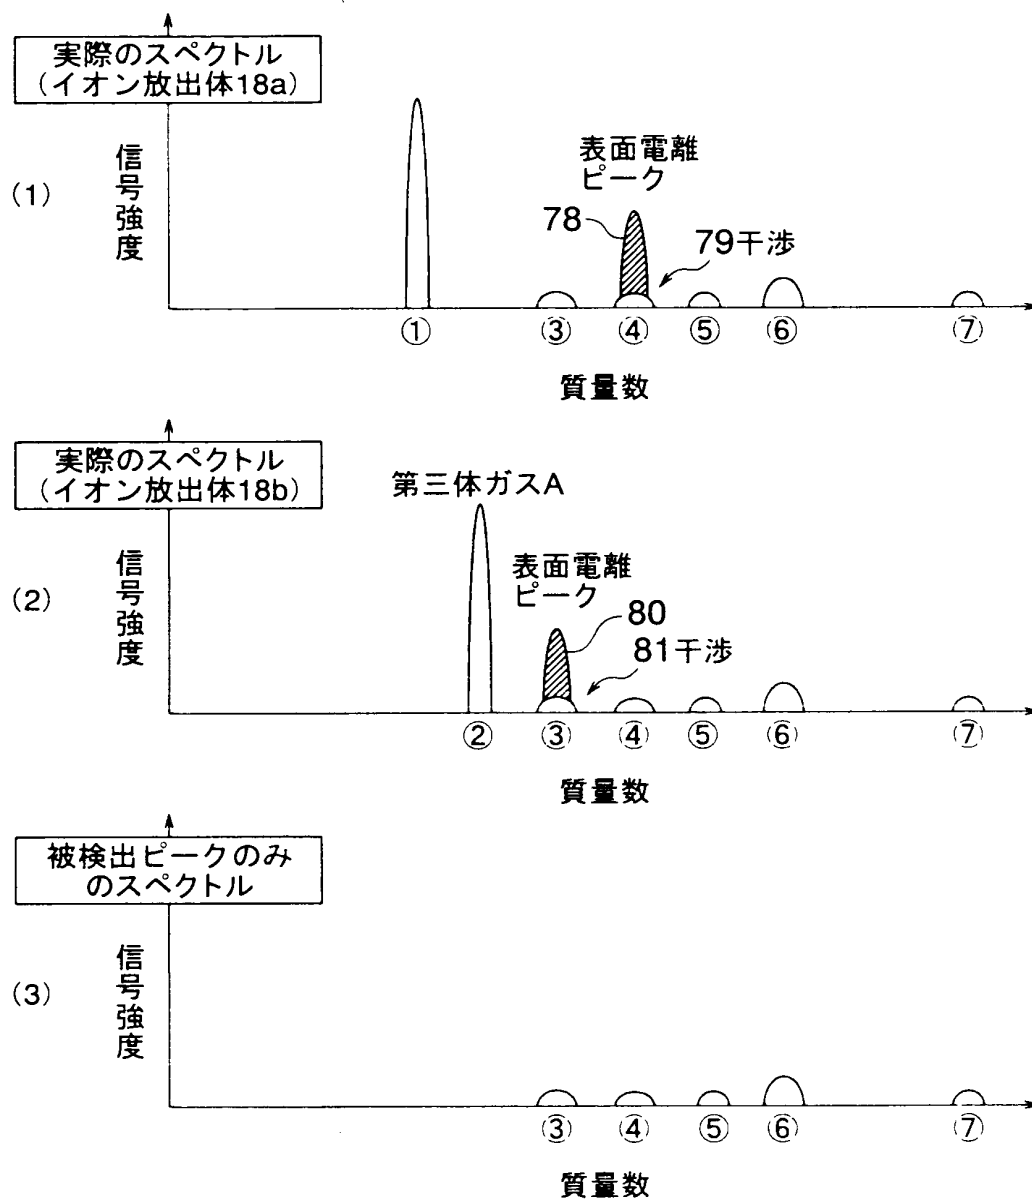 実際のスペクトル
(イオン放出体18a)
(1)
信号強度
表面電離
ピーク
78
79干渉
① ③ ④ ⑤ ⑥ ⑦
質量数
実際のスペクトル
(イオン放出体18b)
(2)
信号強度
第三体ガスA
表面電離
ピーク
80
81干渉
② ③ ④ ⑤ ⑥ ⑦
質量数
被検出ピークのみ
のスペクトル
(3)
信号強度
③ ④ ⑤ ⑥ ⑦
質量数